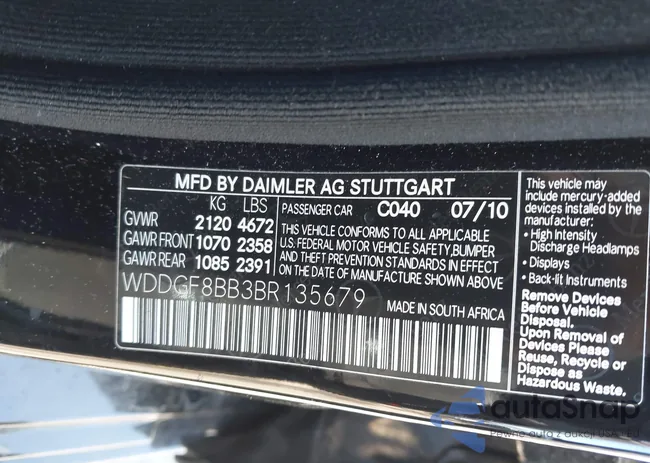 MFD BY DAIMLER AG STUTTGART
KG LBS
GVWR 2120 4672
GAWR FRONT 1070 2358
GAWR REAR 1085 2391
PASSENGER CAR C040 07/10
THIS VEHICLE CONFORMS TO ALL APPLICABLE
U.S. FEDERAL MOTOR VEHICLE SAFETY, BUMPER
AND THEFT PREVENTION STANDARDS IN EFFECT
ON THE DATE OF MANUFACTURE SHOWN ABOVE
WDDGF8BB3BR135679
MADE IN SOUTH AFRICA
This vehicle may
include mercury-added
devices installed by the
manufacturer:
• High Intensity
Discharge Headlamps
• Displays
• Back-lit Instruments
Remove Devices
Before Vehicle
Disposal.
Upon Removal
of Devices Please
Reuse, Recycle or
Dispose as
Hazardous Waste.
autaSnap
Pewne auto z aukcji